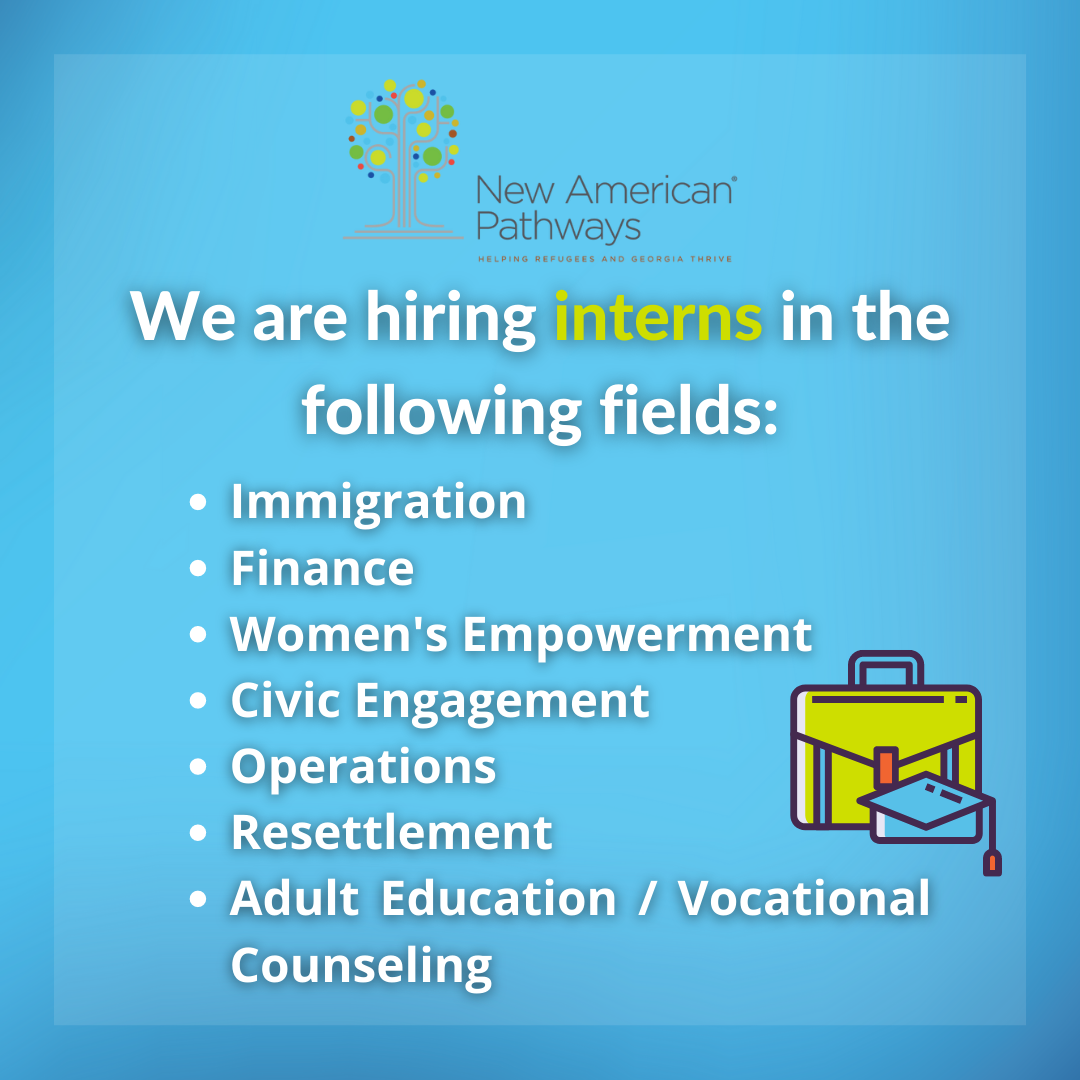 New American
Pathways
HELPING REFUGEES AND GEORGIA THRIVE
We are hiring interns in the
following fields:
• Immigration
• Finance
• Women's Empowerment
• Civic Engagement
• Operations
• Resettlement
• Adult Education / Vocational
Counseling